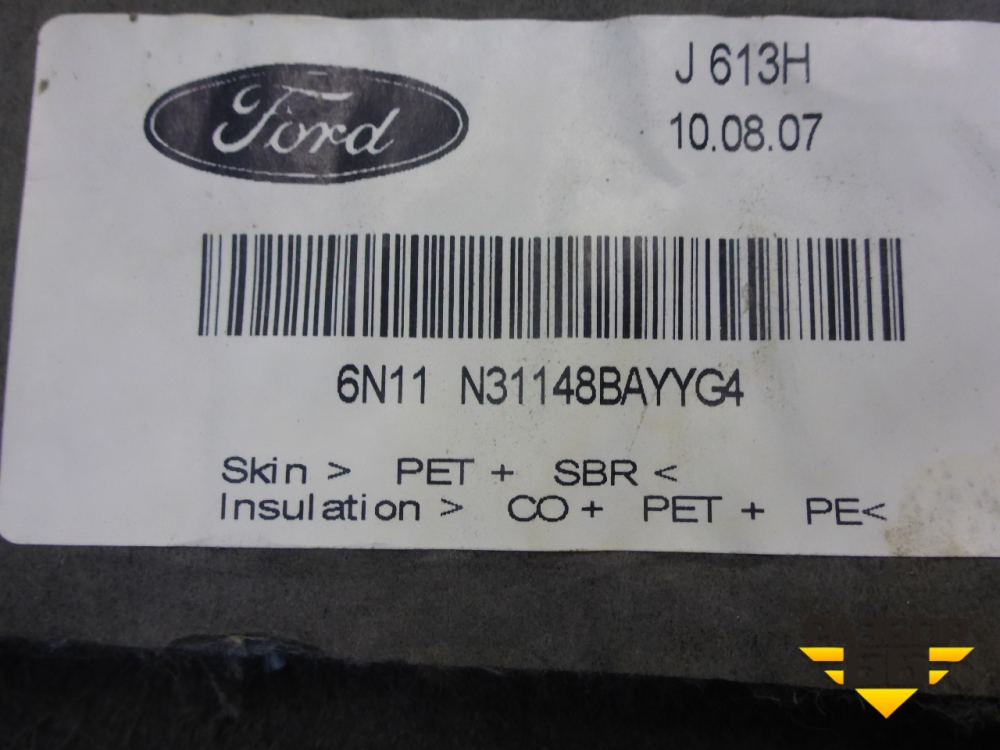 Ford
J 613H
10.08.07
6N11 N31148BAYYG4
Skin > PET + SBR <
Insulation > CO + PET + PE<